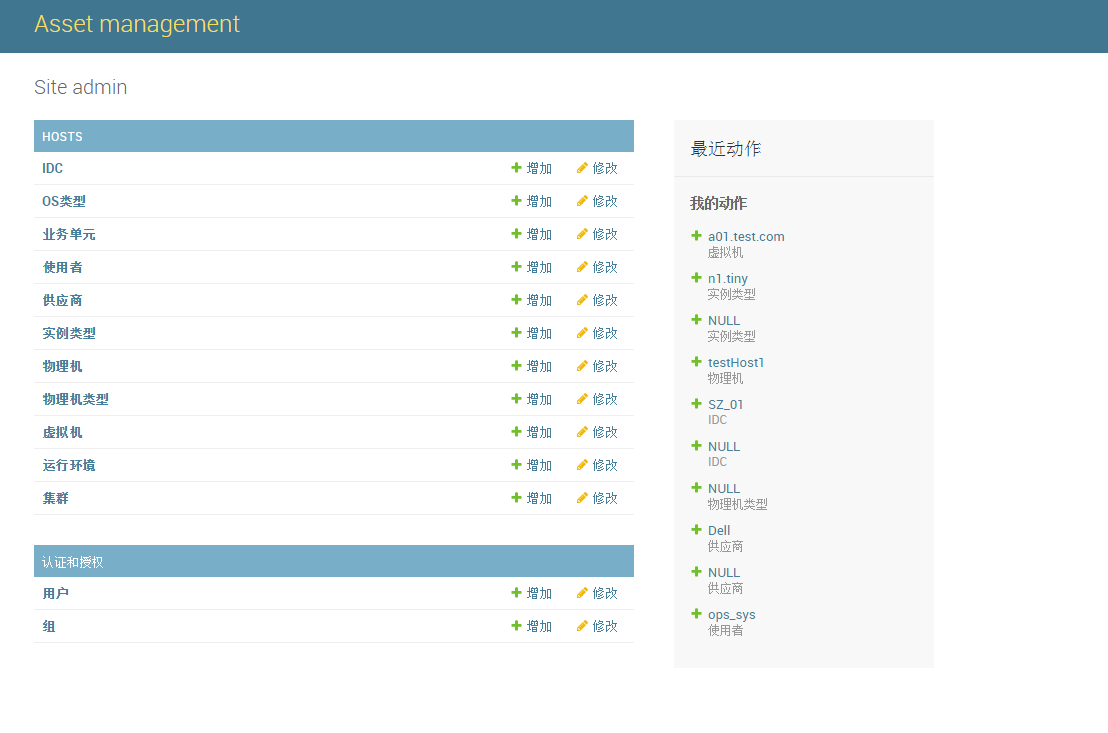 Asset management
Site admin
HOSTS
IDC 增加 修改
OS类型 增加 修改
业务单元 增加 修改
使用者 增加 修改
供应商 增加 修改
实例类型 增加 修改
物理机 增加 修改
物理机类型 增加 修改
虚拟机 增加 修改
运行环境 增加 修改
集群 增加 修改
认证和授权
用户 增加 修改
组 增加 修改
最近动作
我的动作
a01.test.com
虚拟机
n1.tiny
实例类型
NULL
实例类型
testHost1
物理机
SZ_01
IDC
NULL
IDC
NULL
物理机类型
Dell
供应商
NULL
供应商
ops_sys
使用者